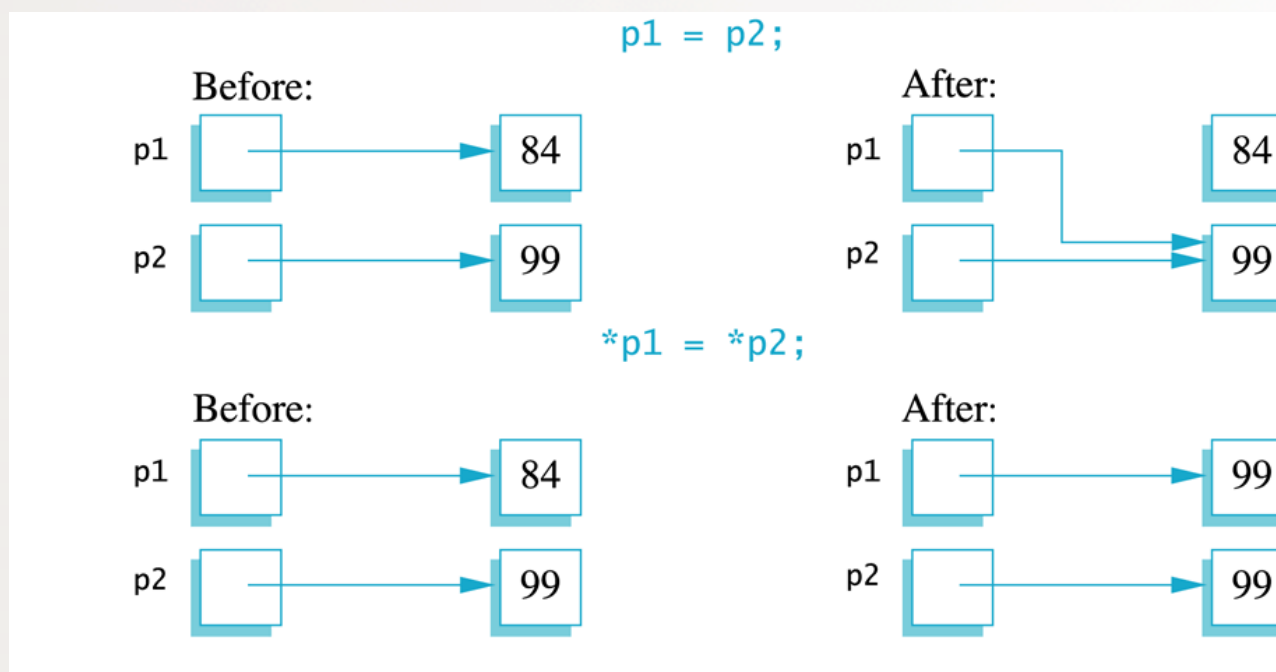 p1 = p2;
Before: After:
p1 84 p1 84
p2 99 p2 99
*p1 = *p2;
Before: After:
p1 84 p1 99
p2 99 p2 99